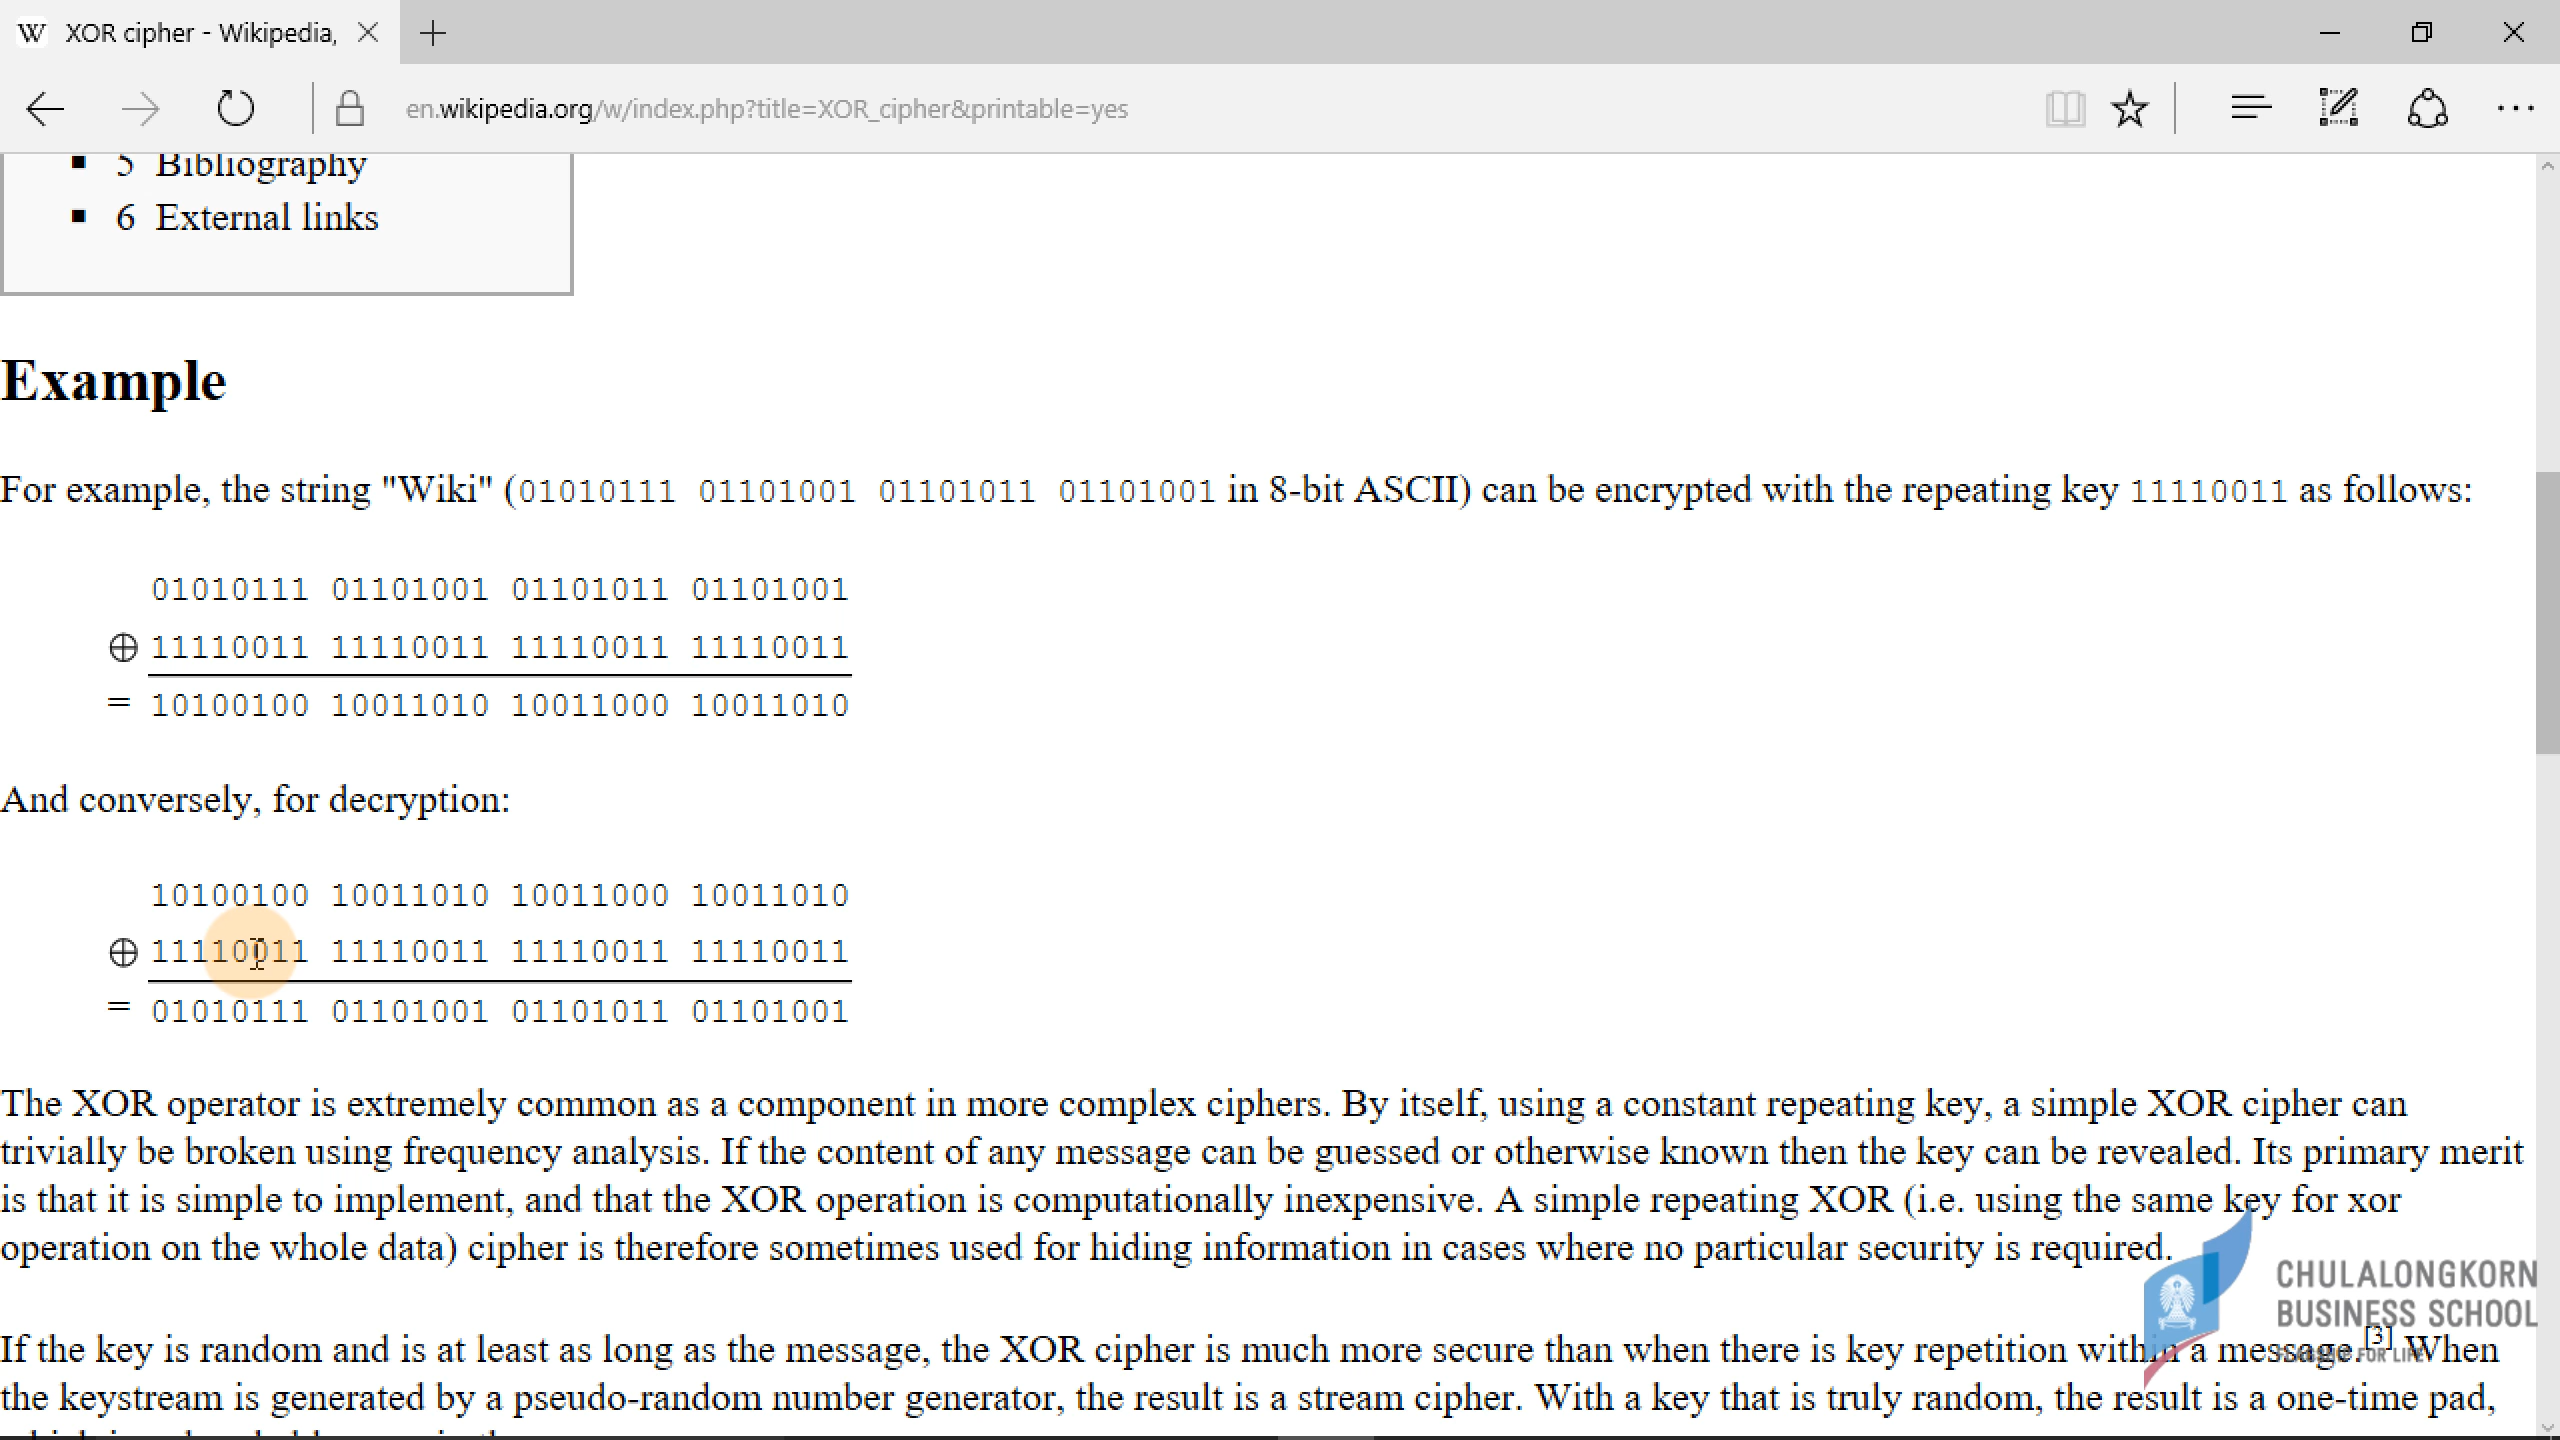 W XOR cipher - Wikipedia,
en.wikipedia.org/w/index.php?title=XOR_cipher&printable=yes
5 Bibliography
6 External links
Example
For example, the string "Wiki" (01010111 01101001 01101011 01101001 in 8-bit ASCII) can be encrypted with the repeating key 11110011 as follows:
01010111 01101001 01101011 01101001
⊕ 11110011 11110011 11110011 11110011
= 10100100 10011010 10011000 10011010
And conversely, for decryption:
10100100 10011010 10011000 10011010
⊕ 11110011 11110011 11110011 11110011
= 01010111 01101001 01101011 01101001
The XOR operator is extremely common as a component in more complex ciphers. By itself, using a constant repeating key, a simple XOR cipher can
trivially be broken using frequency analysis. If the content of any message can be guessed or otherwise known then the key can be revealed. Its primary merit
is that it is simple to implement, and that the XOR operation is computationally inexpensive. A simple repeating XOR (i.e. using the same key for xor
operation on the whole data) cipher is therefore sometimes used for hiding information in cases where no particular security is required.
CHULALONGKORN
BUSINESS SCHOOL
FLAGSHIP FOR LIFE
If the key is random and is at least as long as the message, the XOR cipher is much more secure than when there is key repetition within a message.[3] When
the keystream is generated by a pseudo-random number generator, the result is a stream cipher. With a key that is truly random, the result is a one-time pad,